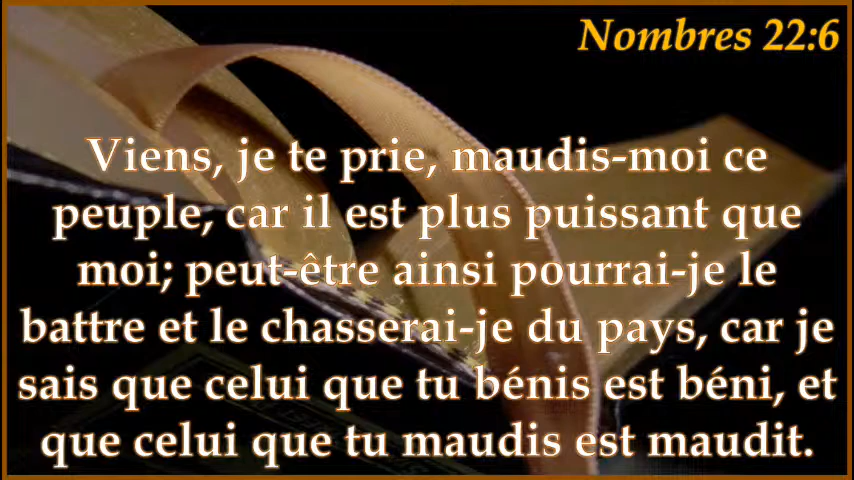 Nombres 22:6
Viens, je te prie, maudis-moi ce
peuple, car il est plus puissant que
moi; peut-être ainsi pourrai-je le
battre et le chasserai-je du pays, car je
sais que celui que tu bénis est béni, et
que celui que tu maudis est maudit.